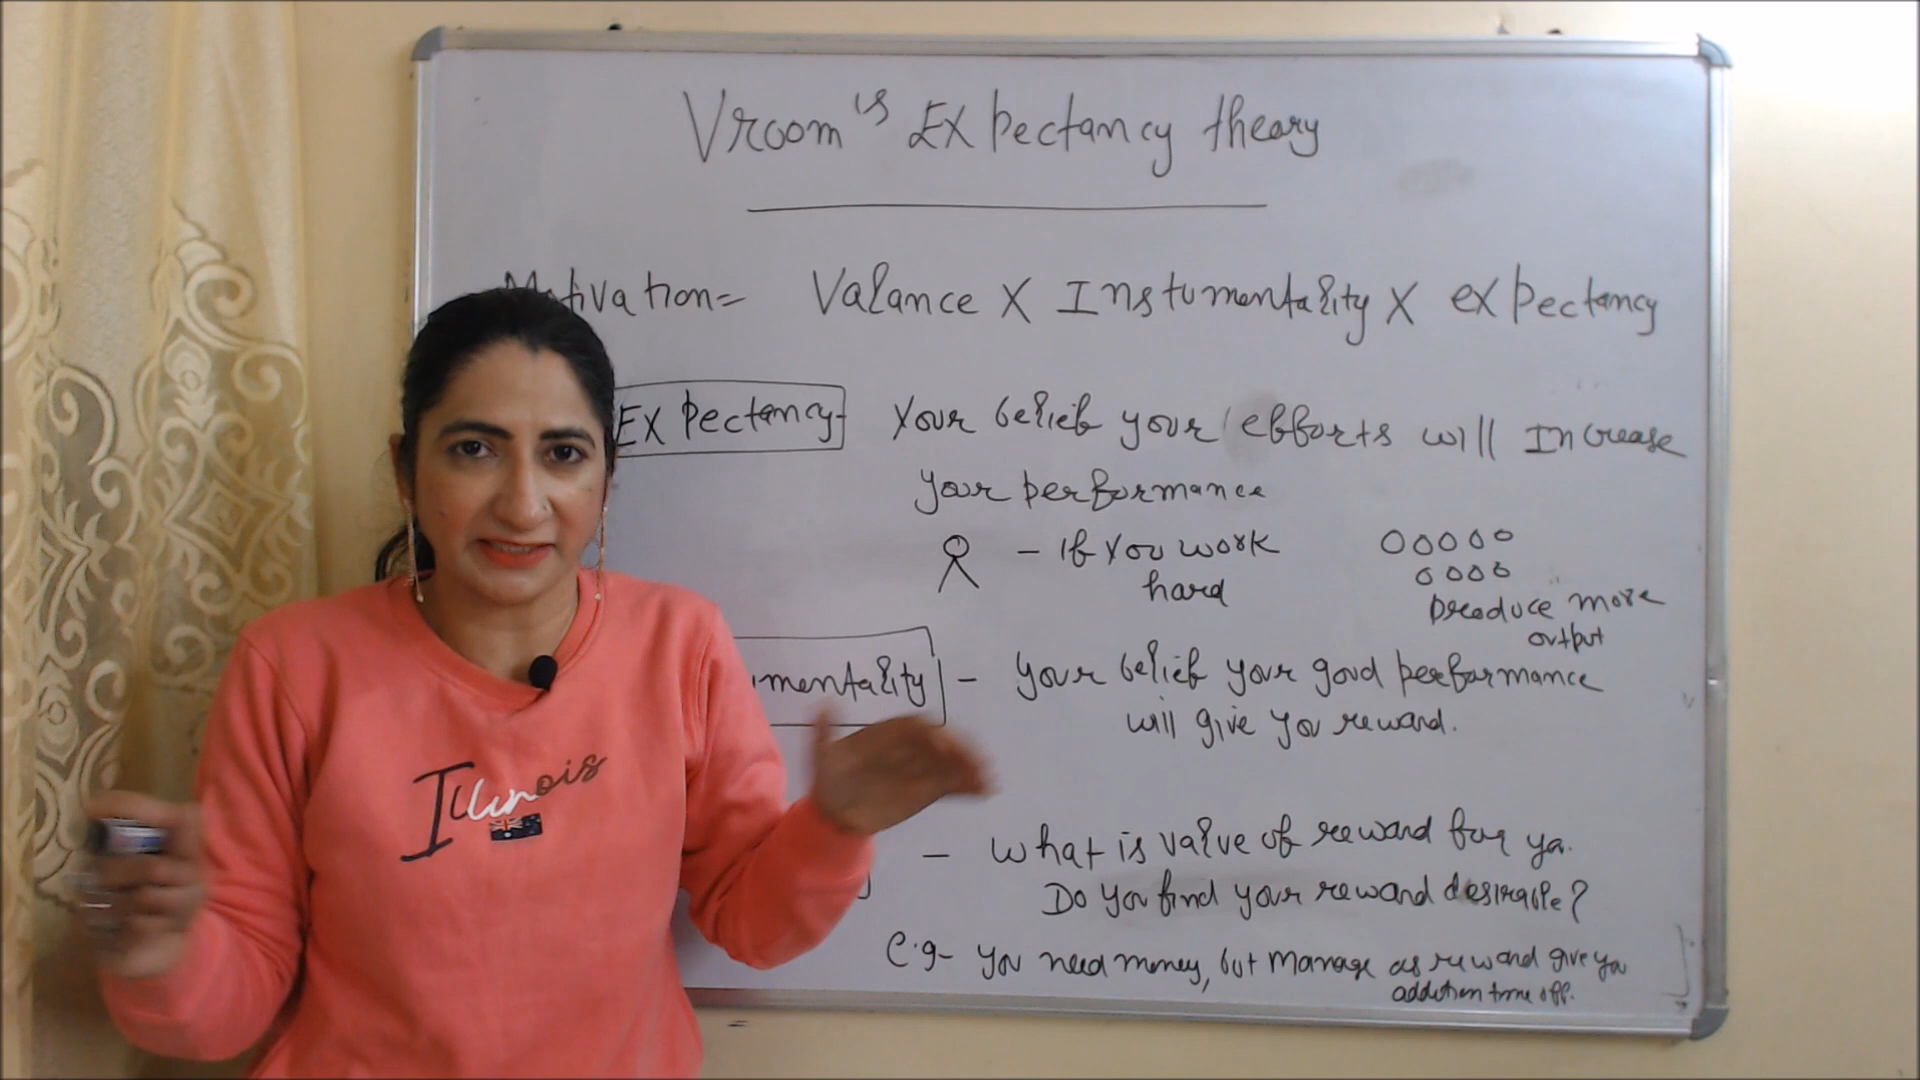 Vroom's Expectancy theory
Motivation= Valance X Instumentality X expectancy
Expectancy- Your belief your efforts will Increase
your performance
- If You work
hard
produce more
output
mentality - Your belief your good performance
will give you reward.
- What is value of reward for yo.
Do you find your reward desirable?
e.g- you need money, but manage as reward give you
addition time off.
Illinois